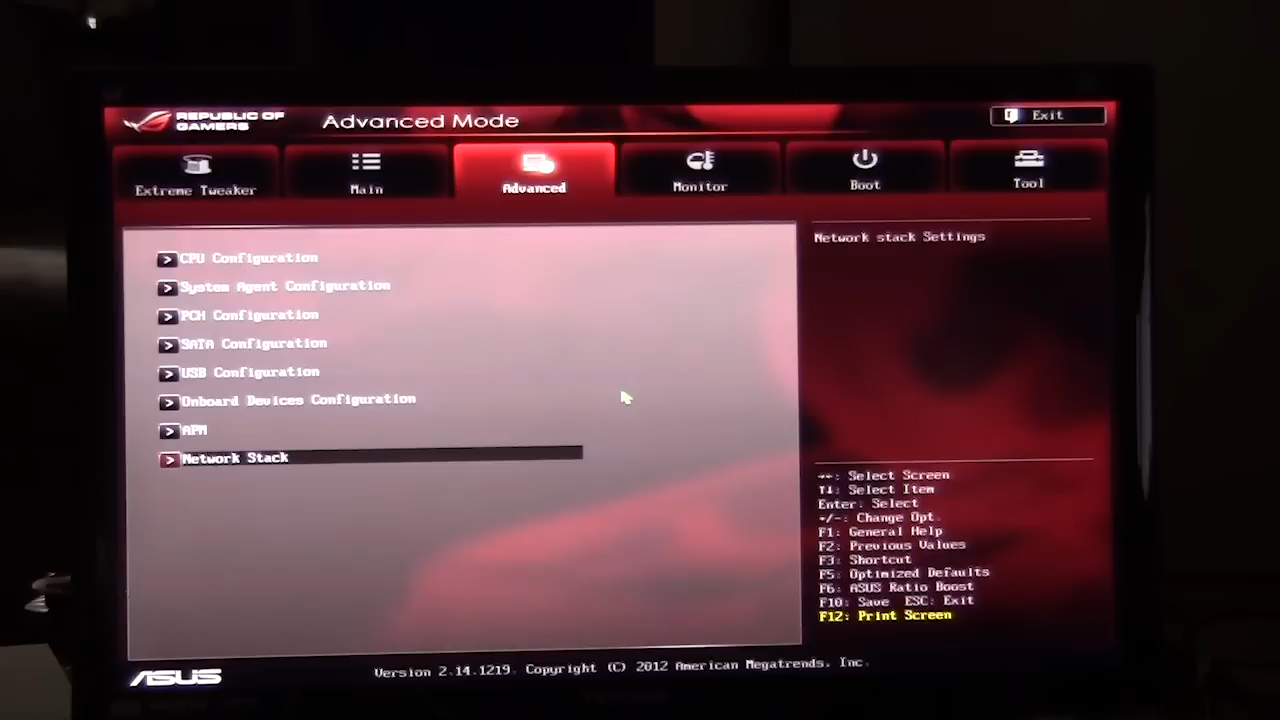 REPUBLIC OF
GAMERS
Advanced Mode
Exit
Extreme Tweaker
Main
Advanced
Monitor
Boot
Tool
> CPU Configuration
> System Agent Configuration
> PCH Configuration
> SATA Configuration
> USB Configuration
> Onboard Devices Configuration
> APM
> Network Stack
Network stack Settings
→←: Select Screen
↑↓: Select Item
Enter: Select
+/-: Change Opt.
F1: General Help
F2: Previous Values
F3: Shortcut
F5: Optimized Defaults
F6: ASUS Ratio Boost
F10: Save ESC: Exit
F12: Print Screen
ASUS
Version 2.14.1219. Copyright (C) 2012 American Megatrends, Inc.